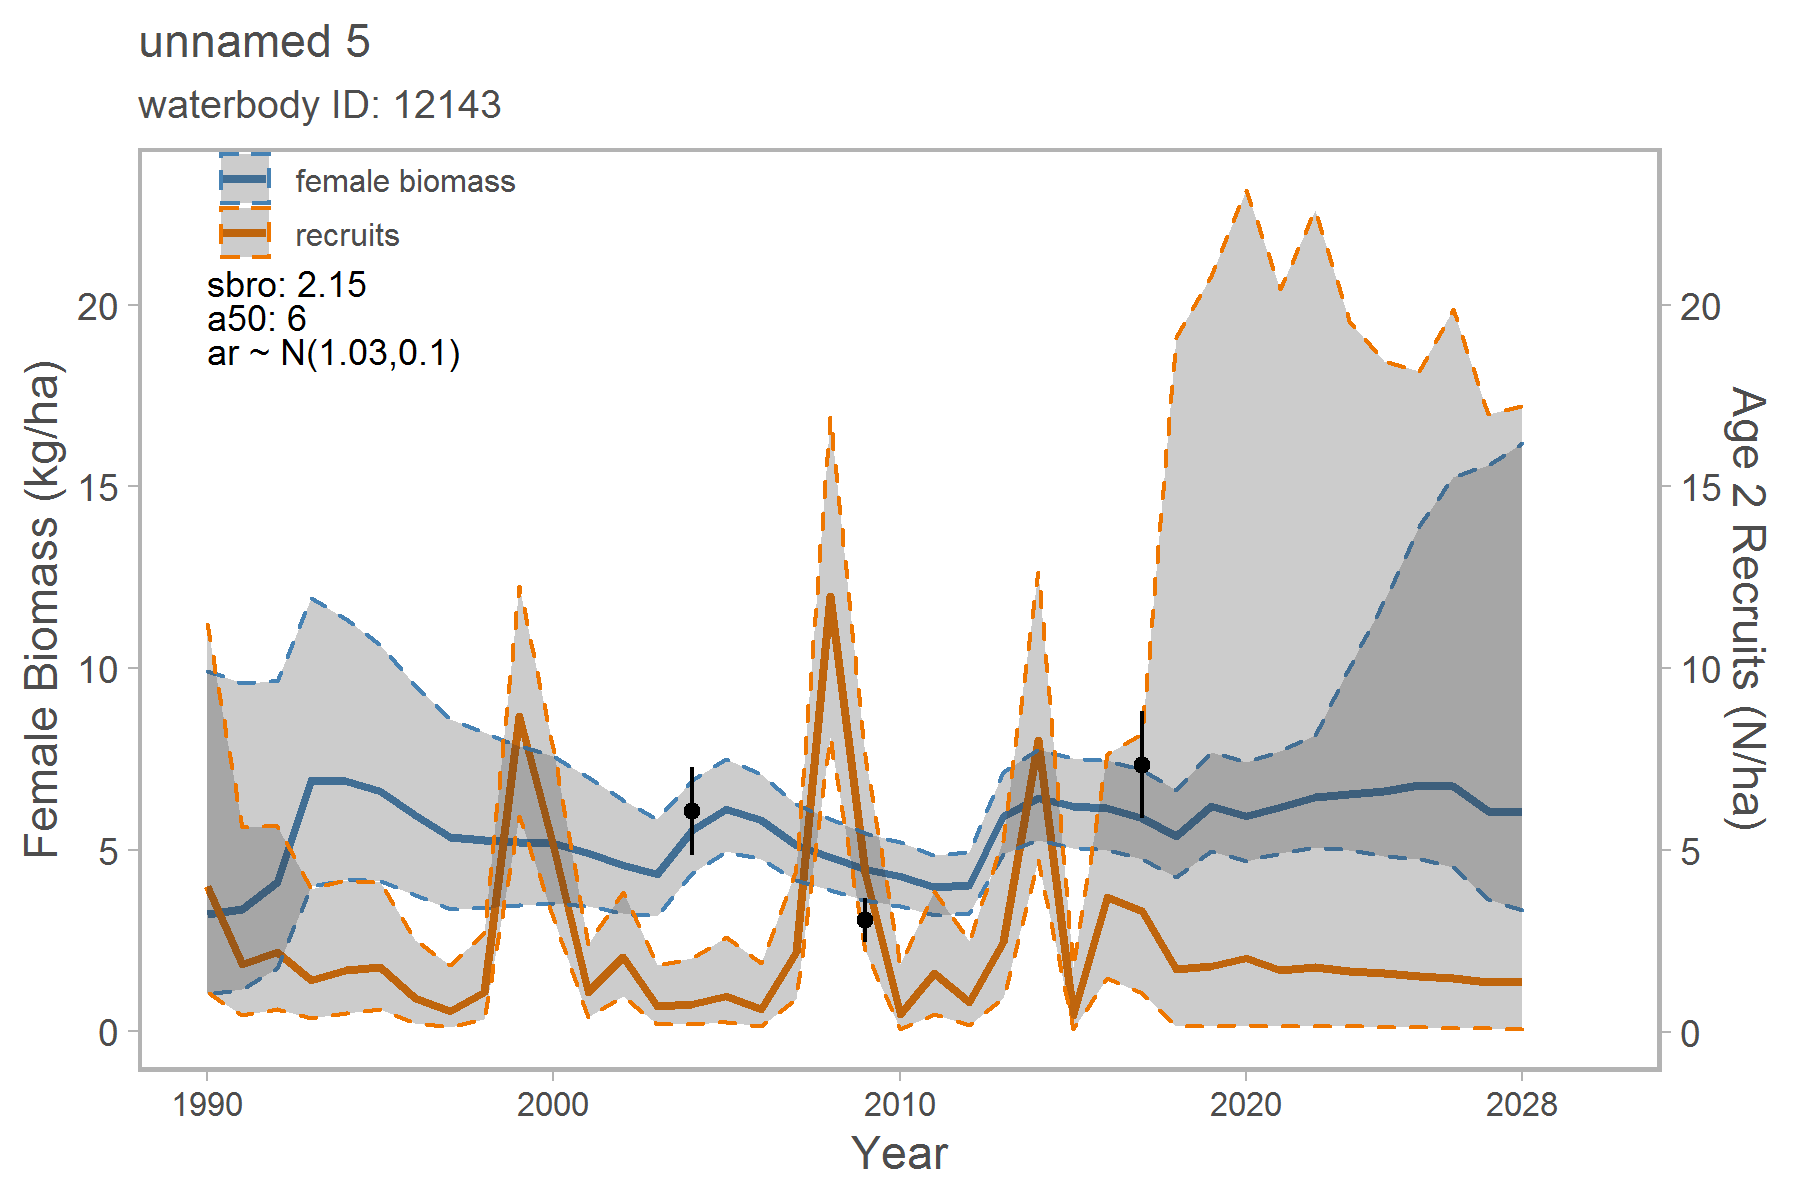 unnamed 5
waterbody ID: 12143
female biomass
recruits
sbro: 2.15
a50: 6
ar ~ N(1.03,0.1)
Female Biomass (kg/ha)
20
15
10
5
0
20
15
10
5
0
Age 2 Recruits (N/ha)
1990
2000
2010
2020
2028
Year